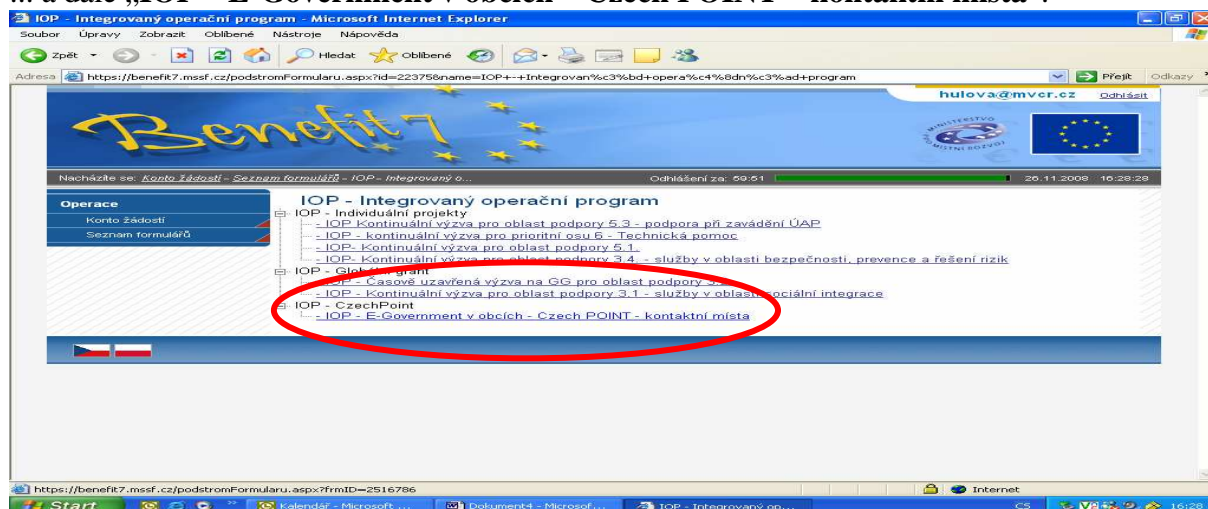 ... a dále „IOP – E-Government v obcích – Czech POINT – kontaktní místa“.
IOP - Integrovaný operační program - Microsoft Internet Explorer
Soubor Úpravy Zobrazit Oblíbené Nástroje Nápověda
Zpět Hledat Oblíbené
Adresa https://benefit7.mssf.cz/podstromFormularu.aspx?id=22375&name=IOP+-+Integrovan%c3%bd+opera%c4%8dn%c3%ad+program Přejít Odkazy
hulova@mvcr.cz Odhlásit
Benefit7
MINISTERSTVO
MÍSTNÍ ROZVOJ
Nacházíte se: Konto žádostí - Seznam formulářů - IOP - Integrovaný o... Odhlášení za: 59:51 26.11.2008 16:28:28
Operace
Konto žádostí
Seznam formulářů
IOP - Integrovaný operační program
IOP - Individuální projekty
- IOP Kontinuální výzva pro oblast podpory 5.3 - podpora při zavádění ÚAP
- IOP - kontinuální výzva pro prioritní osu 6 - Technická pomoc
- IOP- Kontinuální výzva pro oblast podpory 5.1.
- IOP- Kontinuální výzva pro oblast podpory 3.4. - služby v oblasti bezpečnosti, prevence a řešení rizik
IOP - Globální grant
- IOP - Časově uzavřená výzva na GG pro oblast podpory
- IOP - Kontinuální výzva pro oblast podpory 3.1 - služby v oblasti sociální integrace
IOP - CzechPoint
- IOP - E-Government v obcích - Czech POINT - kontaktní místa
https://benefit7.mssf.cz/podstromFormularu.aspx?frmID=2516786 Internet
Start Kalendář - Microsoft ... Dokument4 - Microsof... IOP - Integrovaný op... CS 16:28